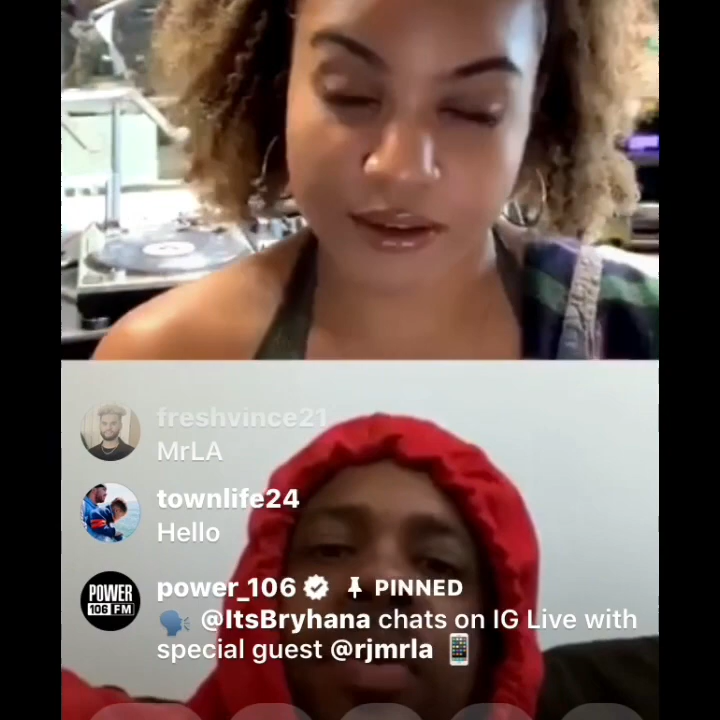 freshvince21
MrLA
townlife24
Hello
POWER
106 FM
power_106 PINNED
🗣️ @ItsBryhana chats on IG Live with
special guest @rjmrla 📱